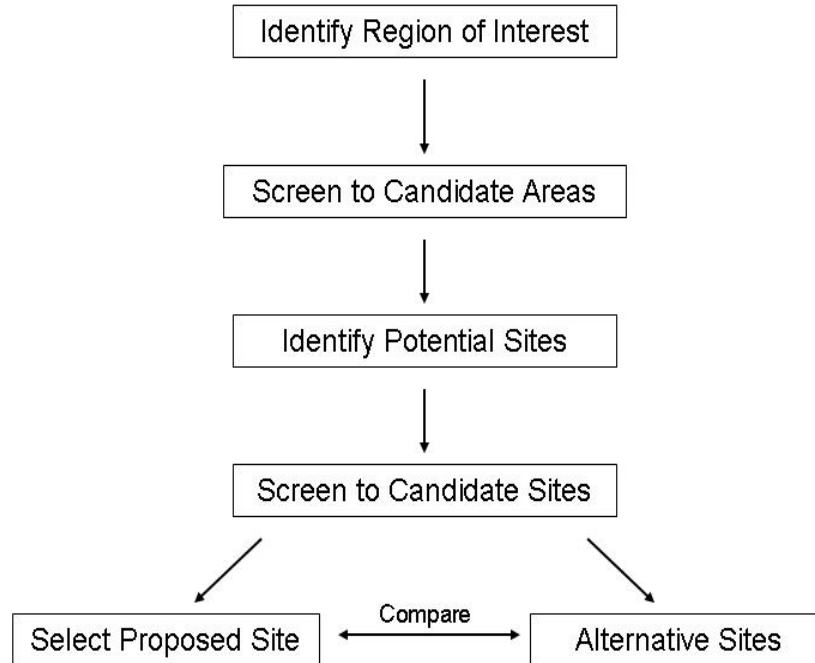 Identify Region of Interest
Screen to Candidate Areas
Identify Potential Sites
Screen to Candidate Sites
Select Proposed Site
Compare
Alternative Sites